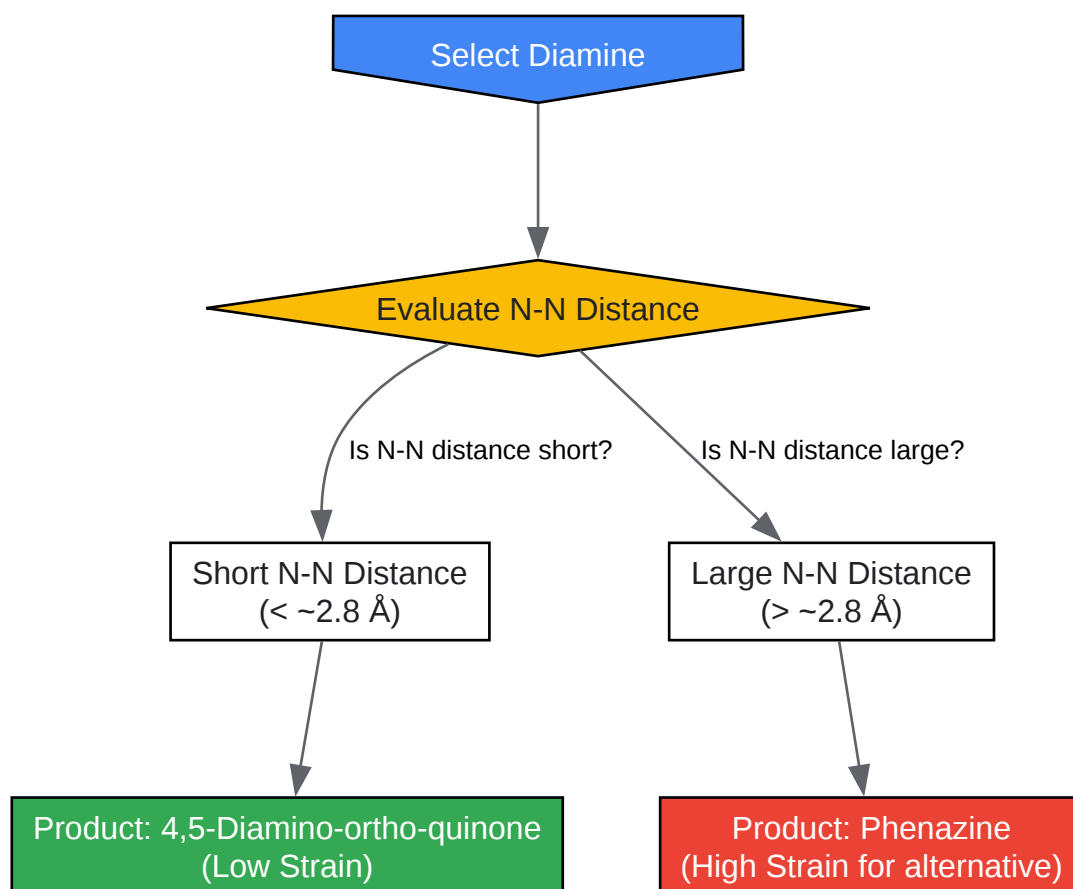 Select Diamine
Evaluate N-N Distance
Is N-N distance short?
Is N-N distance large?
Short N-N Distance
(< ~2.8 Å)
Large N-N Distance
(> ~2.8 Å)
Product: 4,5-Diamino-ortho-quinone
(Low Strain)
Product: Phenazine
(High Strain for alternative)